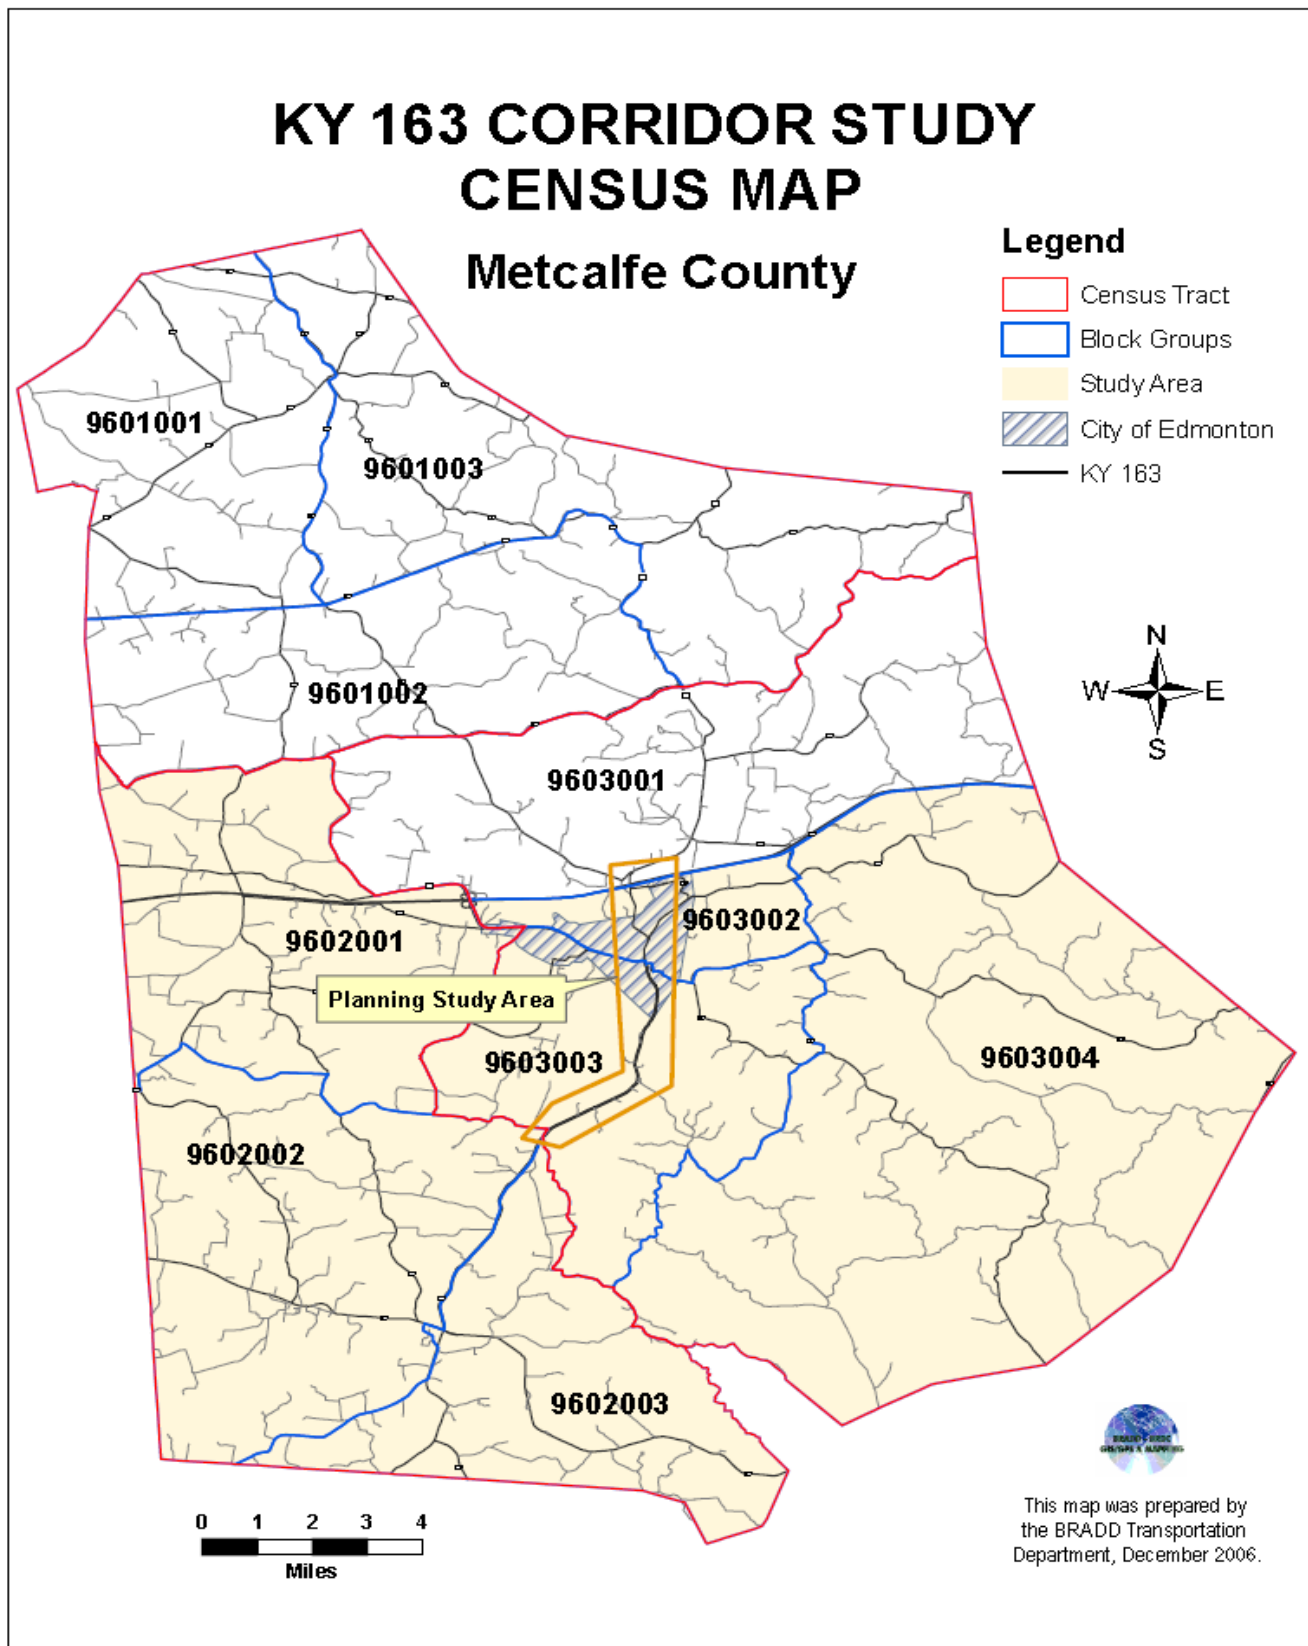 KY 163 CORRIDOR STUDY
CENSUS MAP
Metcalfe County
Legend
Census Tract
Block Groups
Study Area
City of Edmonton
KY 163
9601001
9601003
N
W
E
S
9601002
9603001
9603002
9602001
Planning Study Area
9603003
9603004
9602002
9602003
0 1 2 3 4
Miles
This map was prepared by
the BRADD Transportation
Department, December 2006.